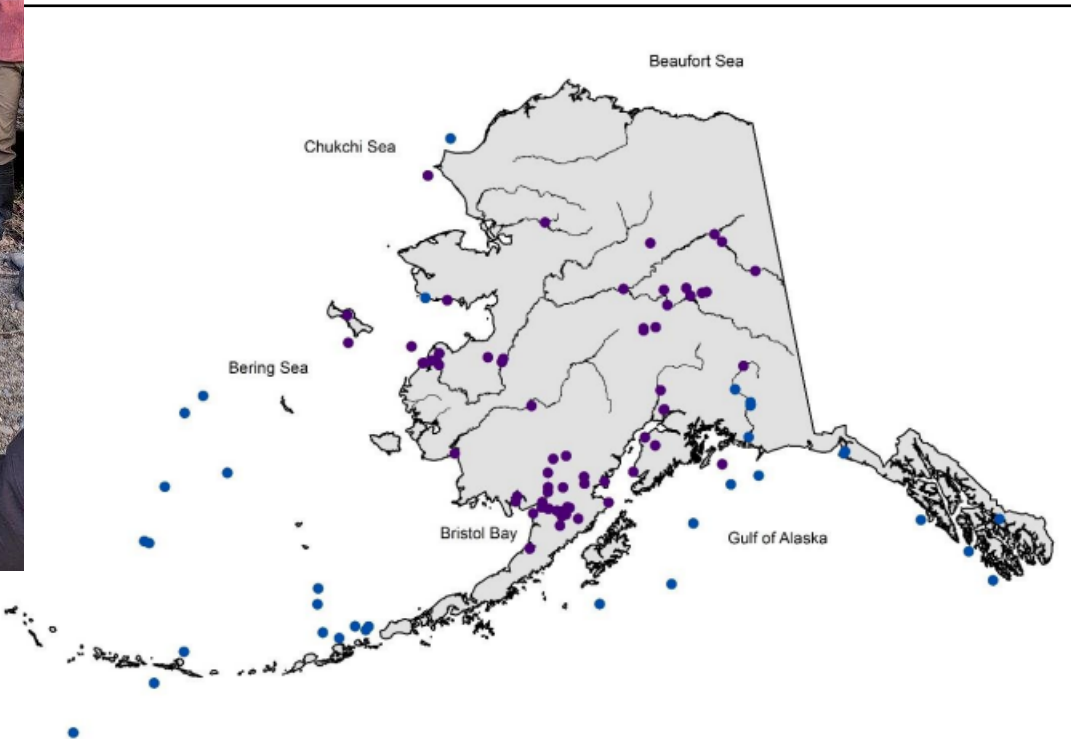 Beaufort Sea
Chukchi Sea
Bering Sea
Bristol Bay
Gulf of Alaska